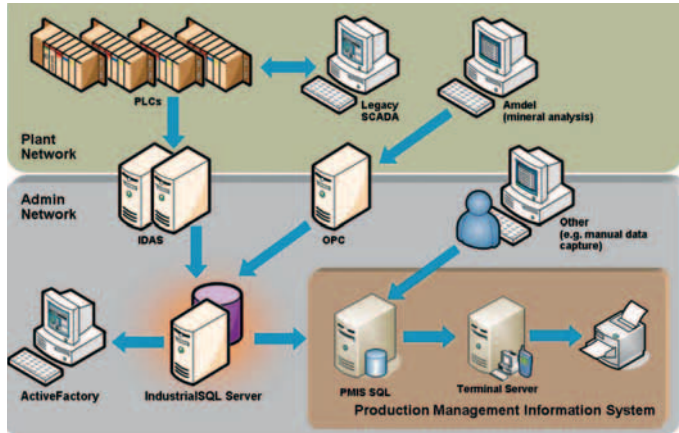 PLCs
Legacy
SCADA
Amdel
(mineral analysis)
Plant
Network
Admin
Network
IDAS
OPC
Other
(e.g. manual data
capture)
ActiveFactory
IndustrialSQL Server
PMIS SQL
Terminal Server
Production Management Information System